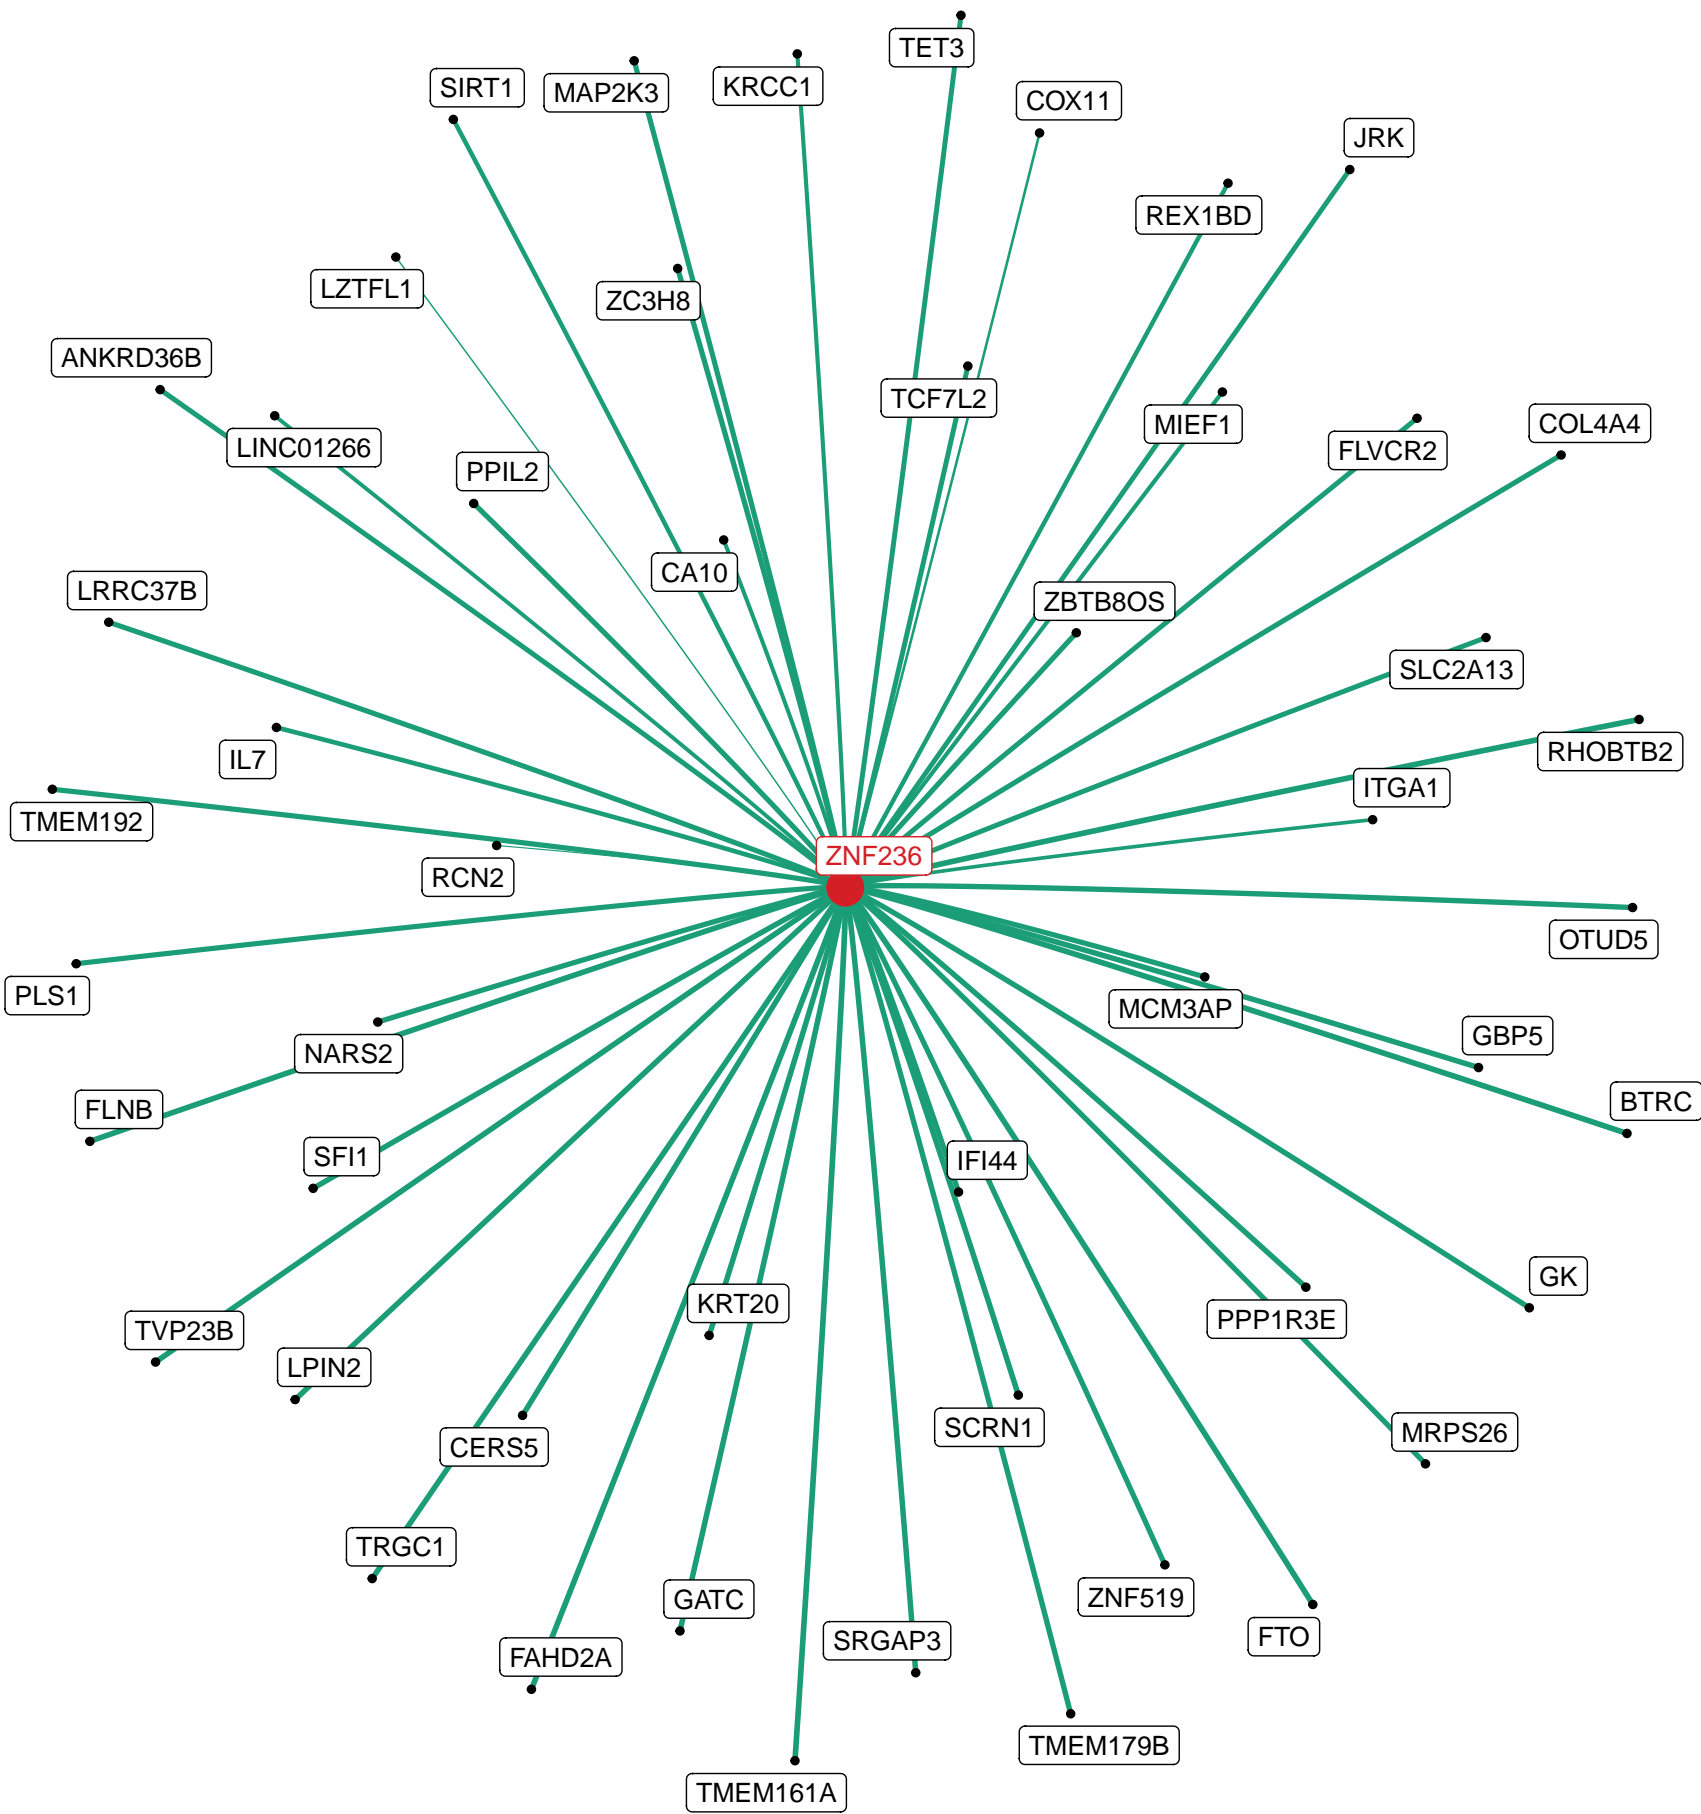 TET3
KRCC1
SIRT1
MAP2K3
COX11
JRK
REX1BD
LZTFL1
ZC3H8
ANKRD36B
TCF7L2
MIEF1
COL4A4
LINC01266
FLVCR2
PPIL2
CA10
LRRC37B
ZBTB8OS
SLC2A13
IL7
RHOBTB2
ITGA1
TMEM192
ZNF236
RCN2
OTUD5
PLS1
MCM3AP
GBP5
NARS2
BTRC
FLNB
SFI1
IFI44
GK
KRT20
PPP1R3E
TVP23B
LPIN2
SCRN1
MRPS26
CERS5
TRGC1
ZNF519
GATC
FTO
SRGAP3
FAHD2A
TMEM179B
TMEM161A